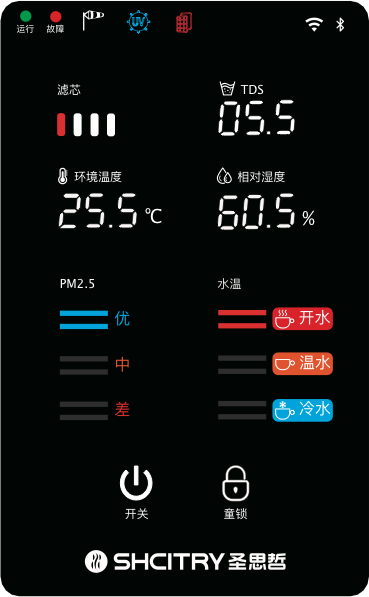 运行 故障 UV
滤芯 TDS
05.5
环境温度 相对湿度
25.5 ℃ 60.5 %
PM2.5 水温
优 开水
中 温水
差 冷水
开关 童锁
SHCITRY 圣思哲